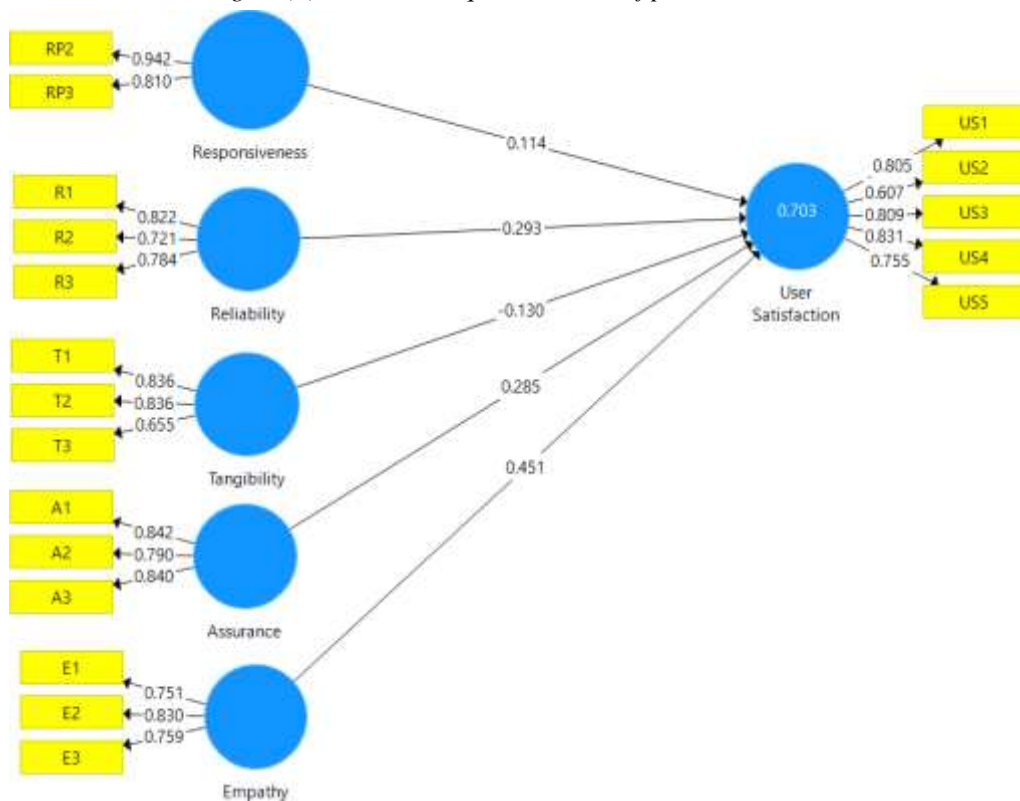 RP2
0.942
0.810
RP3
Responsiveness
R1
0.822
R2
0.721
0.784
R3
Reliability
T1
0.836
T2
0.836
0.655
T3
Tangibility
A1
0.842
A2
0.790
0.840
A3
Assurance
E1
0.751
E2
0.830
0.759
E3
Empathy
0.114
0.293
-0.130
0.285
0.451
0.703
User
Satisfaction
US1
0.805
US2
0.607
US3
0.809
0.831
US4
0.755
US5